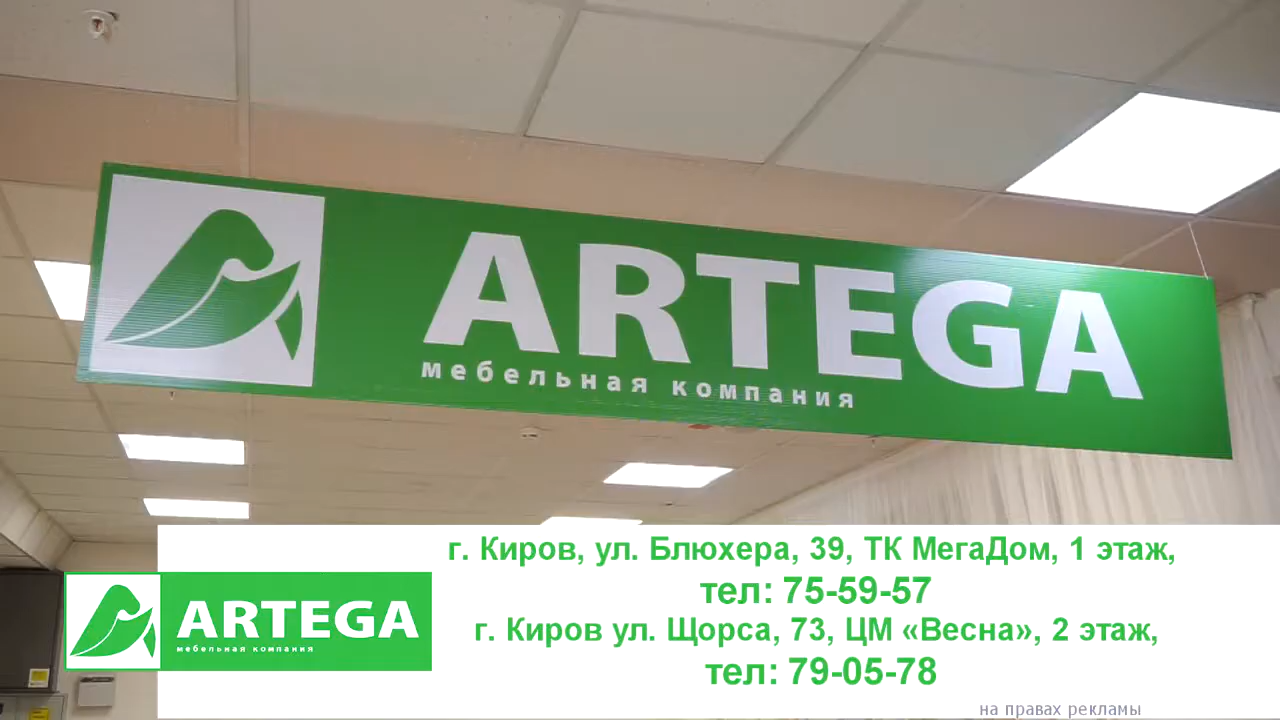 ARTEGA
мебельная компания
г. Киров, ул. Блюхера, 39, ТК МегаДом, 1 этаж,
тел: 75-59-57
г. Киров ул. Щорса, 73, ЦМ «Весна», 2 этаж,
тел: 79-05-78
ARTEGA
мебельная компания
на правах рекламы